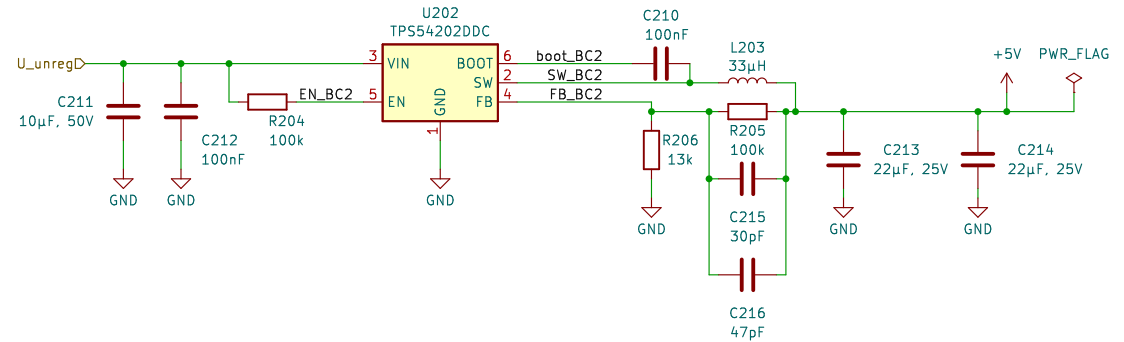 U_unreg
C211
10µF, 50V
GND
C212
100nF
GND
R204
100k
EN_BC2
U202
TPS54202DDC
3
VIN
5
EN
GND
1
BOOT
6
SW
2
FB
4
GND
boot_BC2
SW_BC2
FB_BC2
C210
100nF
L203
33µH
R206
13k
GND
R205
100k
C215
30pF
C216
47pF
C213
22µF, 25V
GND
C214
22µF, 25V
GND
+5V
PWR_FLAG